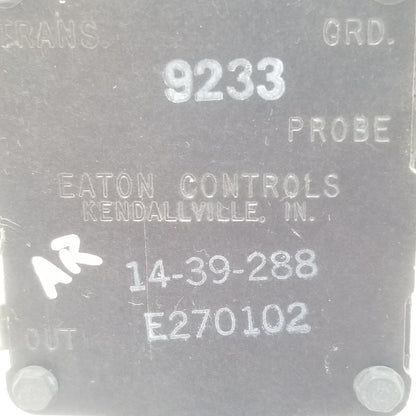 TRANS. GRD.
9233
PROBE
EATON CONTROLS
KENDALLVILLE, IN.
AR
14-39-288
E270102
OUT